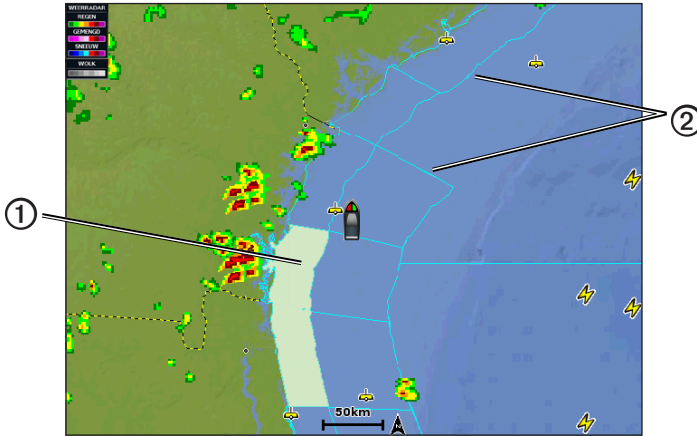 WEERRADAR
REGEN
GEMENGD
SNEEUW
WOLK
①
②
50km
N